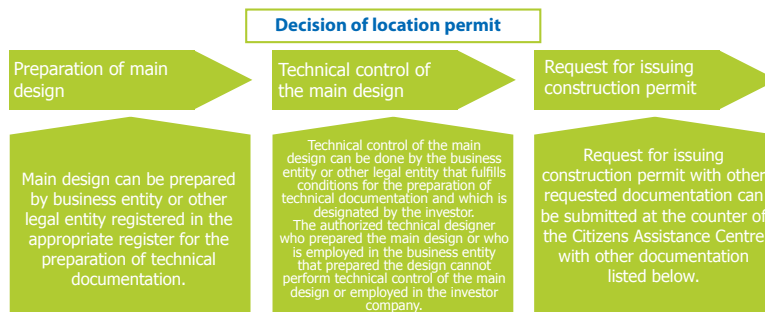 Decision of location permit
Preparation of main
design
Technical control of
the main design
Request for issuing
construction permit
Main design can be prepared
by business entity or other
legal entity registered in the
appropriate register for the
preparation of technical
documentation.
Technical control of the main
design can be done by the business
entity or other legal entity that fulfills
conditions for the preparation of
technical documentation and which is
designated by the investor.
The authorized technical designer
who prepared the main design or who
is employed in the business entity
that prepared the design cannot
perform technical control of the main
design or employed in the investor
company.
Request for issuing
construction permit with other
requested documentation can
be submitted at the counter of
the Citizens Assistance Centre
with other documentation
listed below.